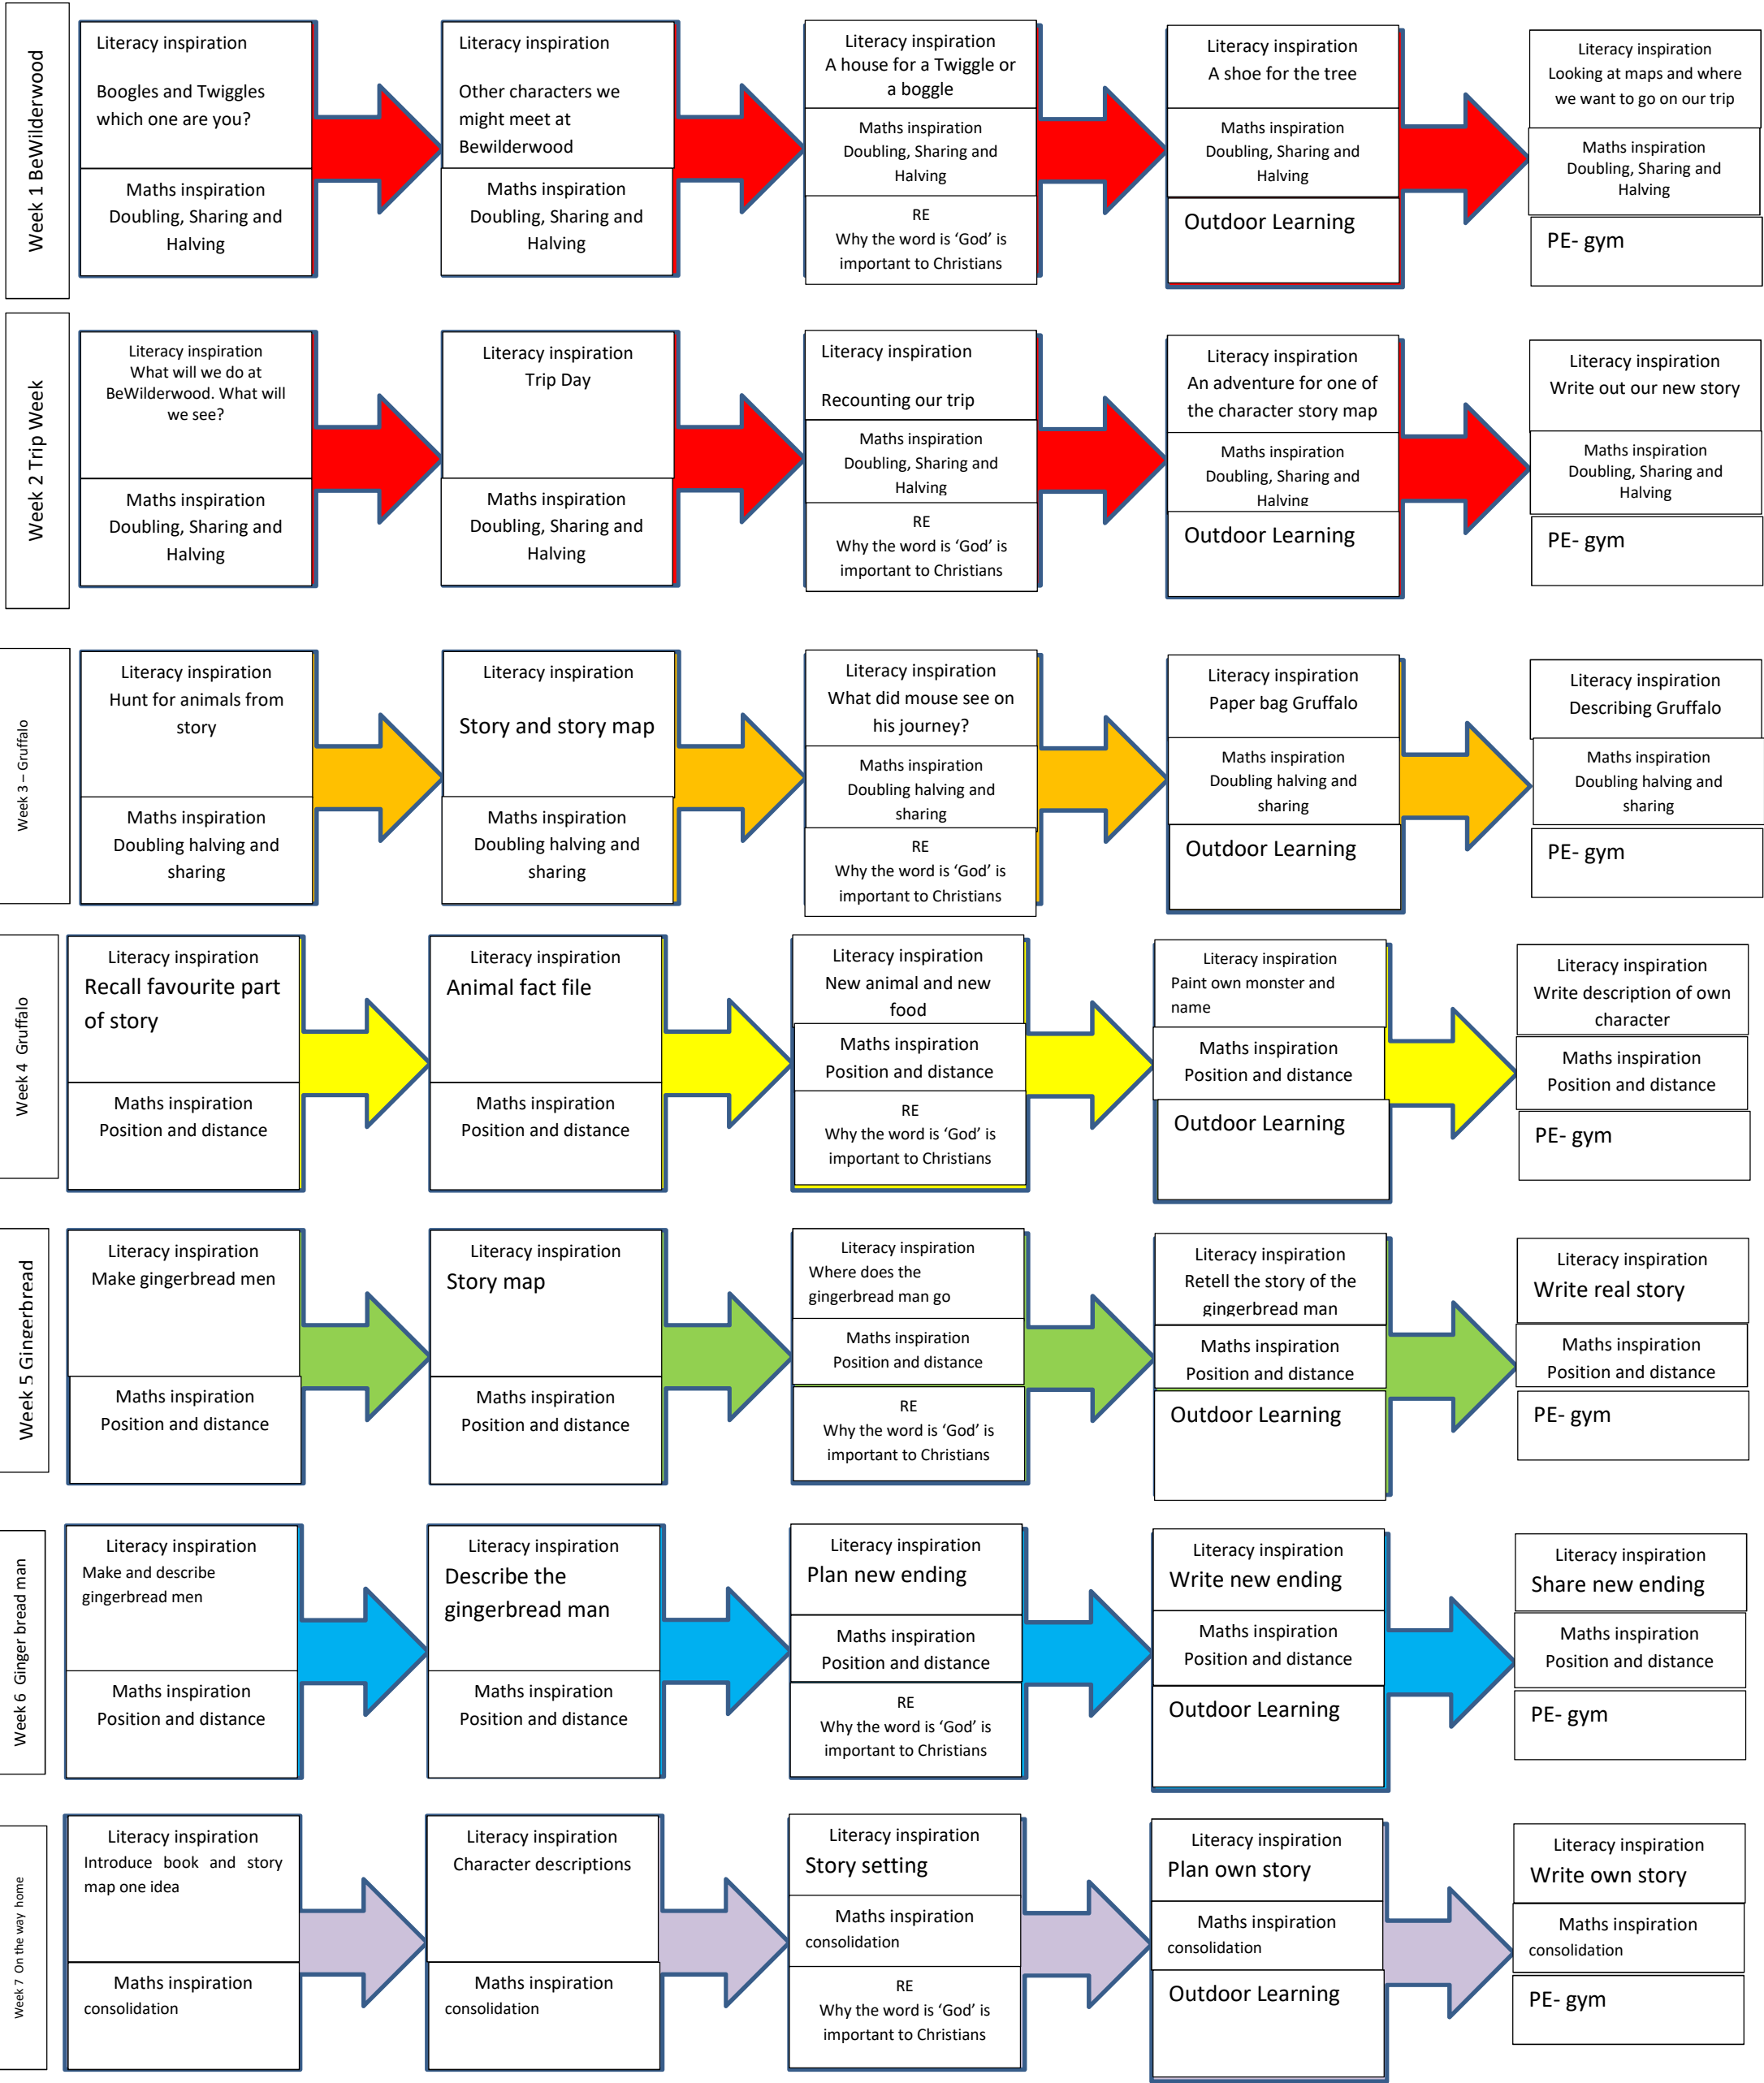 Week 1 BeWilderwood
Literacy inspiration
Boogles and Twiggles
which one are you?
Maths inspiration
Doubling, Sharing and
Halving
Literacy inspiration
Other characters we
might meet at
Bewilderwood
Maths inspiration
Doubling, Sharing and
Halving
Literacy inspiration
A house for a Twiggle or
a boggle
Maths inspiration
Doubling, Sharing and
Halving
RE
Why the word is ‘God’ is
important to Christians
Literacy inspiration
A shoe for the tree
Maths inspiration
Doubling, Sharing and
Halving
Outdoor Learning
Literacy inspiration
Looking at maps and where
we want to go on our trip
Maths inspiration
Doubling, Sharing and
Halving
PE- gym
Week 2 Trip Week
Literacy inspiration
What will we do at
BeWilderwood. What will
we see?
Maths inspiration
Doubling, Sharing and
Halving
Literacy inspiration
Trip Day
Maths inspiration
Doubling, Sharing and
Halving
Literacy inspiration
Recounting our trip
Maths inspiration
Doubling, Sharing and
Halving
RE
Why the word is ‘God’ is
important to Christians
Literacy inspiration
An adventure for one of
the character story map
Maths inspiration
Doubling, Sharing and
Halving
Outdoor Learning
Literacy inspiration
Write out our new story
Maths inspiration
Doubling, Sharing and
Halving
PE- gym
Week 3 – Gruffalo
Literacy inspiration
Hunt for animals from
story
Maths inspiration
Doubling halving and
sharing
Literacy inspiration
Story and story map
Maths inspiration
Doubling halving and
sharing
Literacy inspiration
What did mouse see on
his journey?
Maths inspiration
Doubling halving and
sharing
RE
Why the word is ‘God’ is
important to Christians
Literacy inspiration
Paper bag Gruffalo
Maths inspiration
Doubling halving and
sharing
Outdoor Learning
Literacy inspiration
Describing Gruffalo
Maths inspiration
Doubling halving and
sharing
PE- gym
Week 4 Gruffalo
Literacy inspiration
Recall favourite part
of story
Maths inspiration
Position and distance
Literacy inspiration
Animal fact file
Maths inspiration
Position and distance
Literacy inspiration
New animal and new
food
Maths inspiration
Position and distance
RE
Why the word is ‘God’ is
important to Christians
Literacy inspiration
Paint own monster and
name
Maths inspiration
Position and distance
Outdoor Learning
Literacy inspiration
Write description of own
character
Maths inspiration
Position and distance
PE- gym
Week 5 Gingerbread
Literacy inspiration
Make gingerbread men
Maths inspiration
Position and distance
Literacy inspiration
Story map
Maths inspiration
Position and distance
Literacy inspiration
Where does the
gingerbread man go
Maths inspiration
Position and distance
RE
Why the word is ‘God’ is
important to Christians
Literacy inspiration
Retell the story of the
gingerbread man
Maths inspiration
Position and distance
Outdoor Learning
Literacy inspiration
Write real story
Maths inspiration
Position and distance
PE- gym
Week 6 Ginger bread man
Literacy inspiration
Make and describe
gingerbread men
Maths inspiration
Position and distance
Literacy inspiration
Describe the
gingerbread man
Maths inspiration
Position and distance
Literacy inspiration
Plan new ending
Maths inspiration
Position and distance
RE
Why the word is ‘God’ is
important to Christians
Literacy inspiration
Write new ending
Maths inspiration
Position and distance
Outdoor Learning
Literacy inspiration
Share new ending
Maths inspiration
Position and distance
PE- gym
Week 7 On the way home
Literacy inspiration
Introduce book and story
map one idea
Maths inspiration
consolidation
Literacy inspiration
Character descriptions
Maths inspiration
consolidation
Literacy inspiration
Story setting
Maths inspiration
consolidation
RE
Why the word is ‘God’ is
important to Christians
Literacy inspiration
Plan own story
Maths inspiration
consolidation
Outdoor Learning
Literacy inspiration
Write own story
Maths inspiration
consolidation
PE- gym